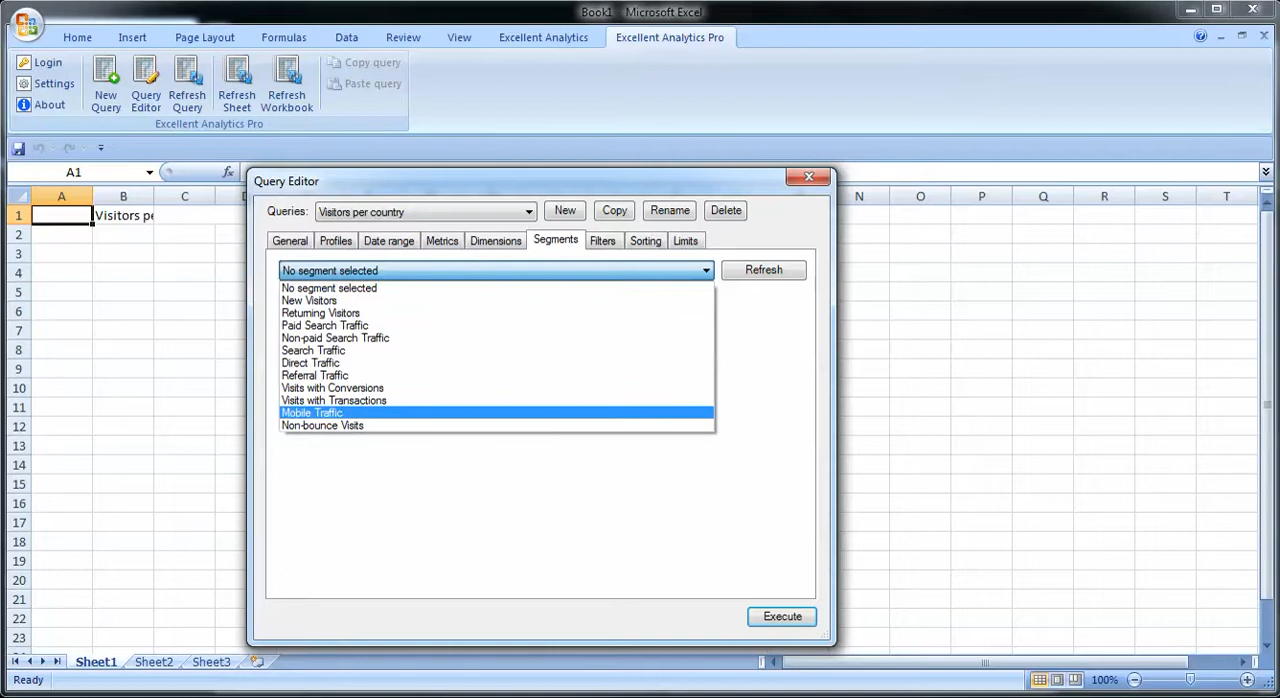 Book1 - Microsoft Excel
Home Insert Page Layout Formulas Data Review View Excellent Analytics Excellent Analytics Pro
Login
Settings
About
New Query
Query Editor
Refresh Query
Refresh Sheet
Refresh Workbook
Copy query
Paste query
Excellent Analytics Pro
A1
fx
A B C D N O P Q R S T
1 Visitors pe
2
3
4
5
6
7
8
9
10
11
12
13
14
15
16
17
18
19
20
21
22
23
Query Editor
Queries: Visitors per country New Copy Rename Delete
General Profiles Date range Metrics Dimensions Segments Filters Sorting Limits
No segment selected Refresh
No segment selected
New Visitors
Returning Visitors
Paid Search Traffic
Non-paid Search Traffic
Search Traffic
Direct Traffic
Referral Traffic
Visits with Conversions
Visits with Transactions
Mobile Traffic
Non-bounce Visits
Execute
Sheet1 Sheet2 Sheet3
Ready 100%